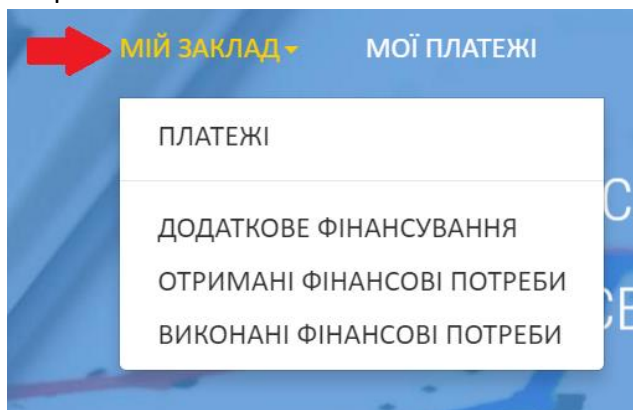 МІЙ ЗАКЛАД МОЇ ПЛАТЕЖІ
ПЛАТЕЖІ
ДОДАТКОВЕ ФІНАНСУВАННЯ
ОТРИМАНІ ФІНАНСОВІ ПОТРЕБИ
ВИКОНАНІ ФІНАНСОВІ ПОТРЕБИ